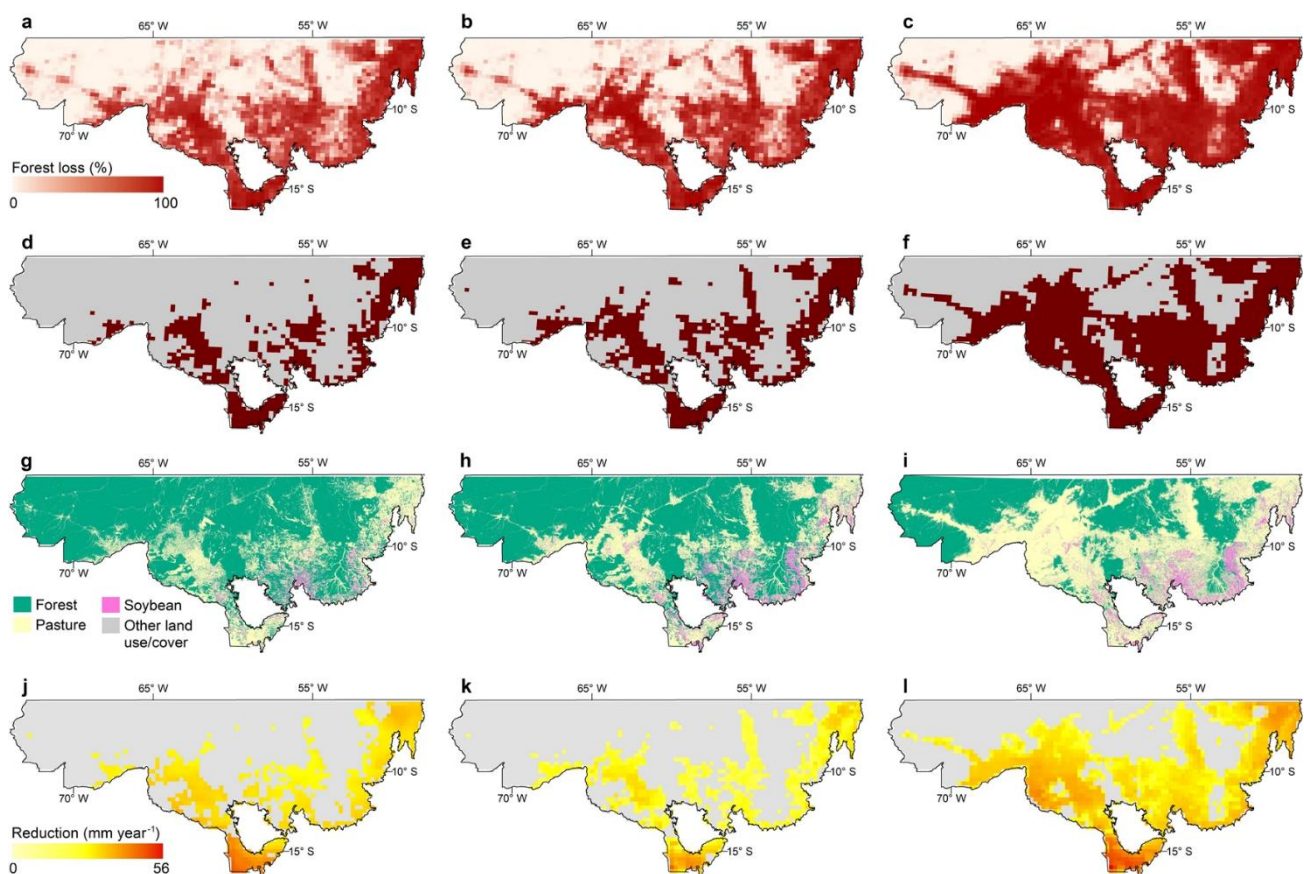 a
b
c
65° W
55° W
65° W
55° W
65° W
55° W
10° S
10° S
10° S
70° W
70° W
70° W
Forest loss (%)
0
100
15° S
15° S
15° S
d
e
f
65° W
55° W
65° W
55° W
65° W
55° W
10° S
10° S
10° S
70° W
70° W
70° W
15° S
15° S
15° S
g
h
i
65° W
55° W
65° W
55° W
65° W
55° W
10° S
10° S
10° S
70° W
70° W
70° W
Forest
Soybean
Pasture
Other land
use/cover
15° S
15° S
15° S
j
k
l
65° W
55° W
65° W
55° W
65° W
55° W
10° S
10° S
10° S
70° W
70° W
70° W
Reduction (mm year⁻¹)
0
56
15° S
15° S
15° S